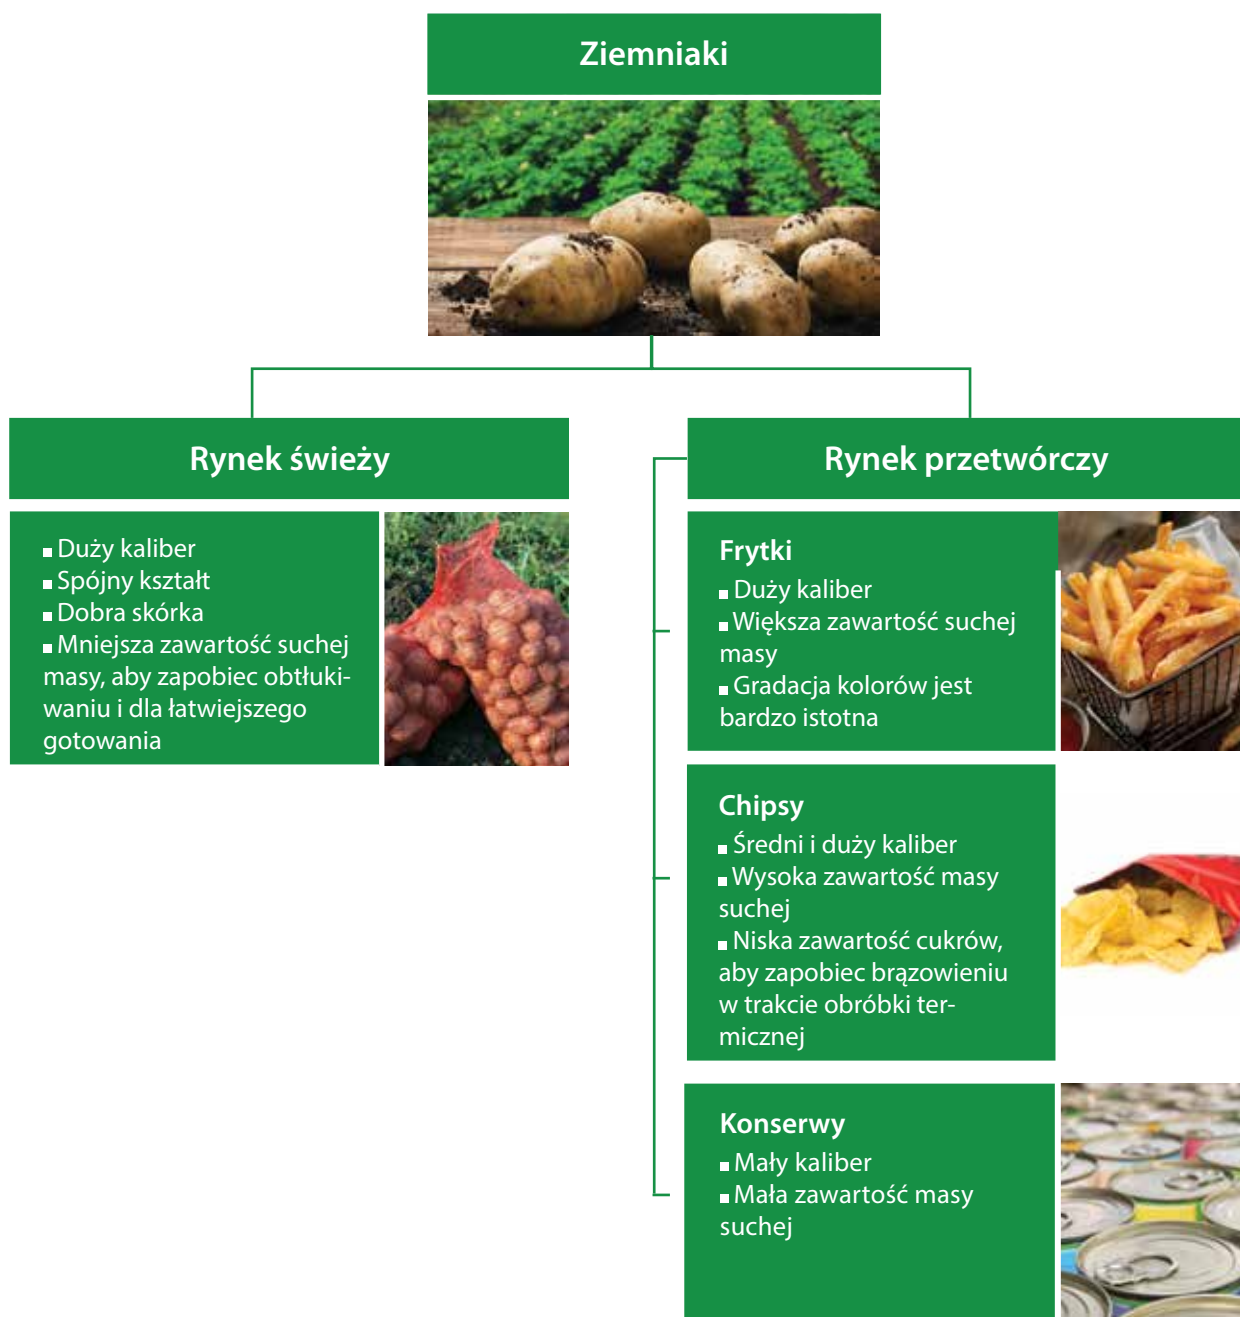 Ziemniaki
Rynek świeży
▪ Duży kaliber
▪ Spójny kształt
▪ Dobra skórka
▪ Mniejsza zawartość suchej
masy, aby zapobiec obtłuki-
waniu i dla łatwiejszego
gotowania
Rynek przetwórczy
Frytki
▪ Duży kaliber
▪ Większa zawartość suchej
masy
▪ Gradacja kolorów jest
bardzo istotna
Chipsy
▪ Średni i duży kaliber
▪ Wysoka zawartość masy
suchej
▪ Niska zawartość cukrów,
aby zapobiec brązowieniu
w trakcie obróbki ter-
micznej
Konserwy
▪ Mały kaliber
▪ Mała zawartość masy
suchej